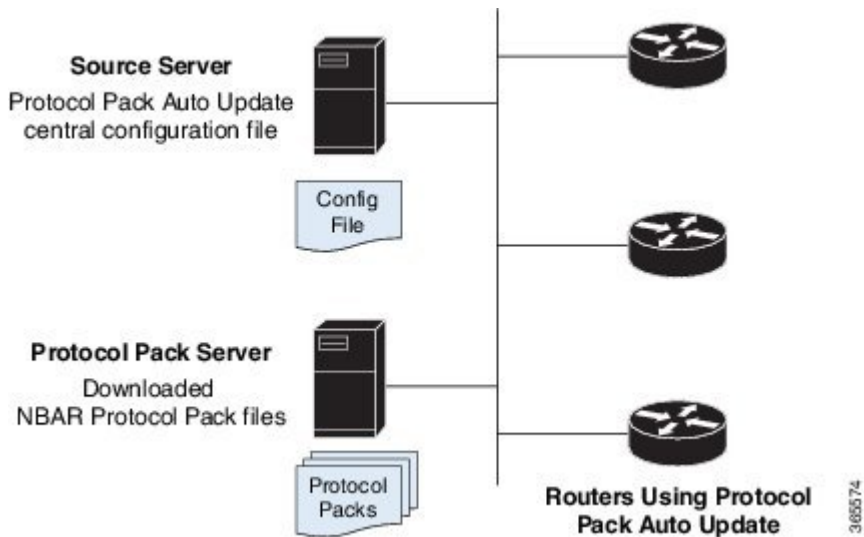 Source Server
Protocol Pack Auto Update
central configuration file
Config
File
Protocol Pack Server
Downloaded
NBAR Protocol Pack files
Protocol
Packs
Routers Using Protocol
Pack Auto Update
365574